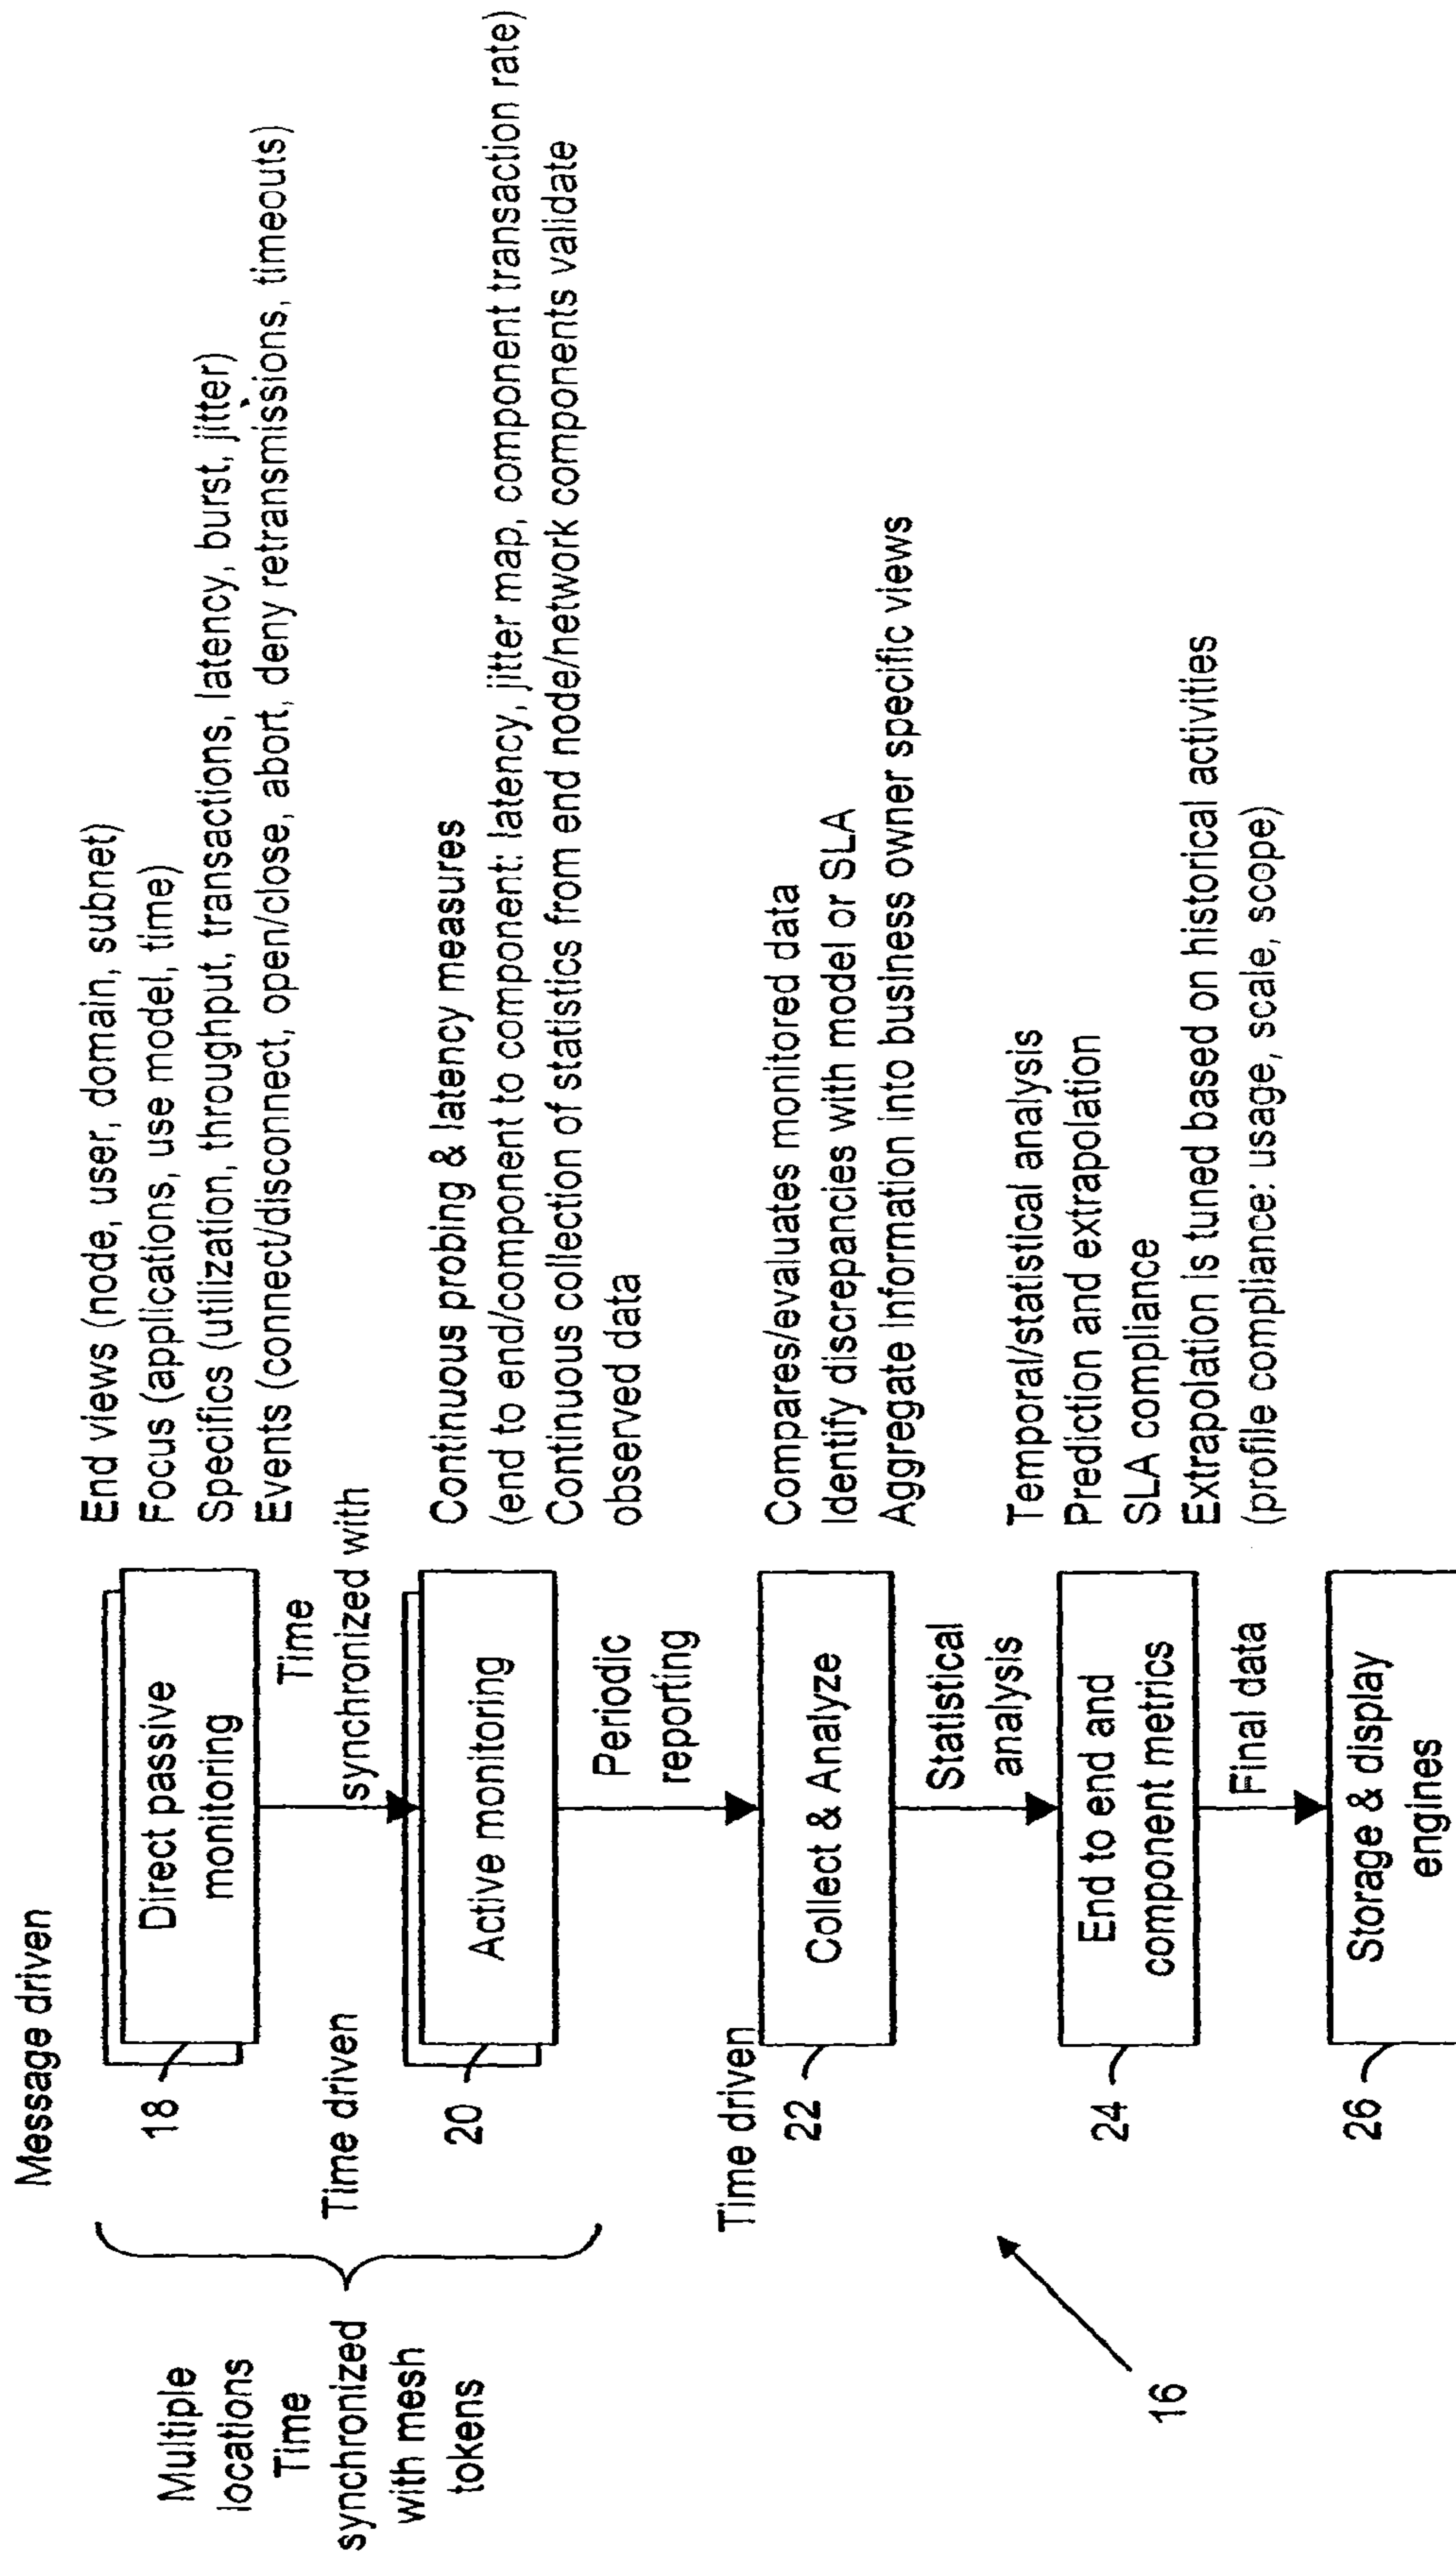 Message driven
Multiple
locations
Time
synchronized
with mesh
tokens
18
Direct passive
monitoring
End views (node, user, domain, subnet)
Focus (applications, use model, time)
Specifics (utilization, throughput, transactions, latency, burst, jitter)
Events (connect/disconnect, open/close, abort, deny retransmissions, timeouts)
Time
synchronized with
Time driven
20
Active monitoring
Continuous probing & latency measures
(end to end/component to component: latency, jitter map, component transaction rate)
Continuous collection of statistics from end node/network components validate
observed data
Periodic
reporting
Time driven
22
Collect & Analyze
Compares/evaluates monitored data
Identify discrepancies with model or SLA
Aggregate Information into business owner specific views
Statistical
analysis
24
End to end and
component metrics
Temporal/statistical analysis
Prediction and extrapolation
SLA compliance
Extrapolation is tuned based on historical activities
(profile compliance: usage, scale, scope)
Final data
26
Storage & display
engines
16